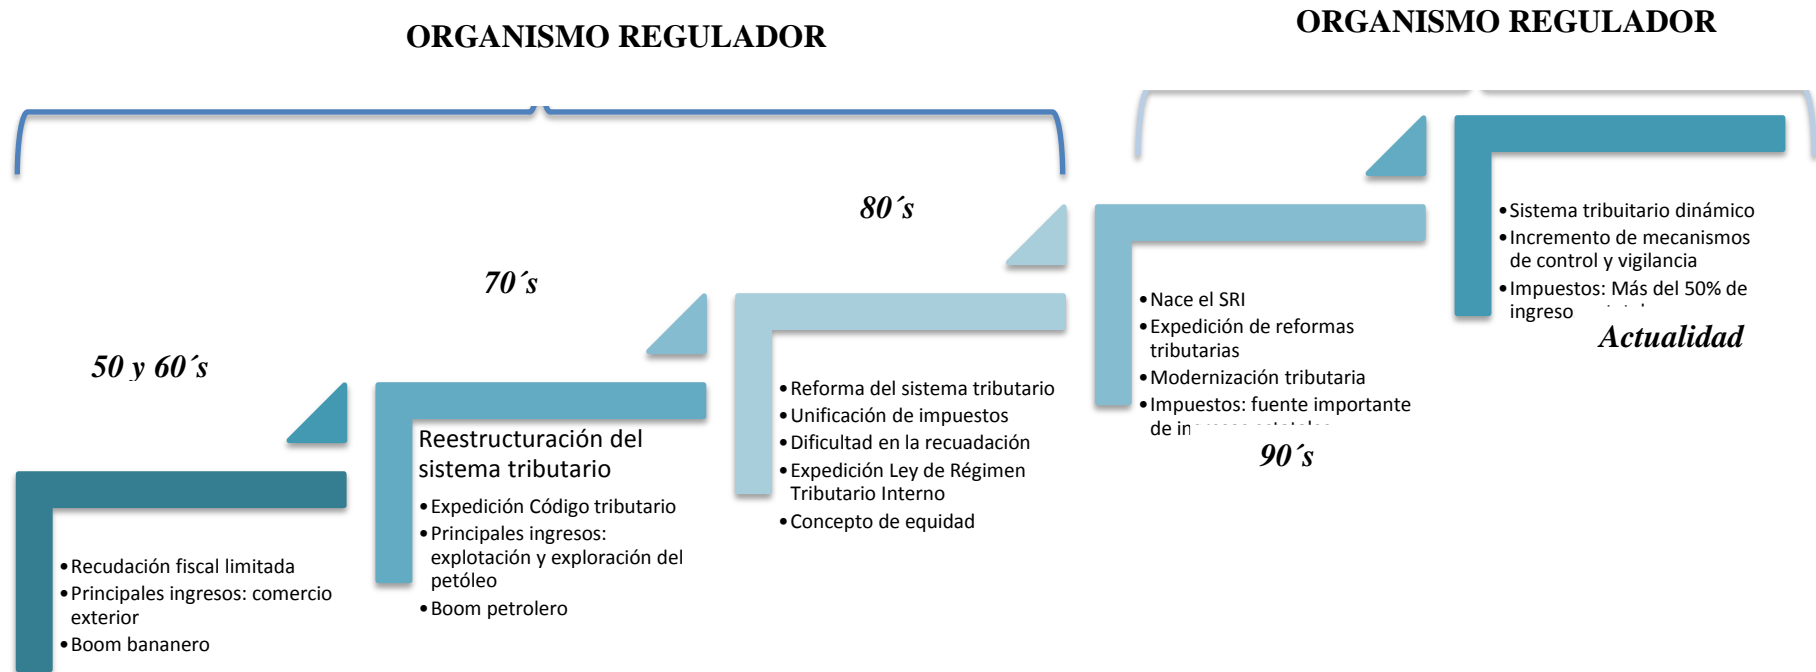 ORGANISMO REGULADOR
ORGANISMO REGULADOR
50 y 60´s
•Recudación fiscal limitada
•Principales ingresos: comercio
exterior
•Boom bananero
70´s
Reestructuración del
sistema tributario
•Expedición Código tributario
•Principales ingresos:
explotación y exploración del
petóleo
•Boom petrolero
80´s
•Reforma del sistema tributario
•Unificación de impuestos
•Dificultad en la recuadación
•Expedición Ley de Régimen
Tributario Interno
•Concepto de equidad
•Nace el SRI
•Expedición de reformas
tributarias
•Modernización tributaria
•Impuestos: fuente importante
de
90´s
•Sistema tribuitario dinámico
•Incremento de mecanismos
de control y vigilancia
•Impuestos: Más del 50% de
ingreso
Actualidad